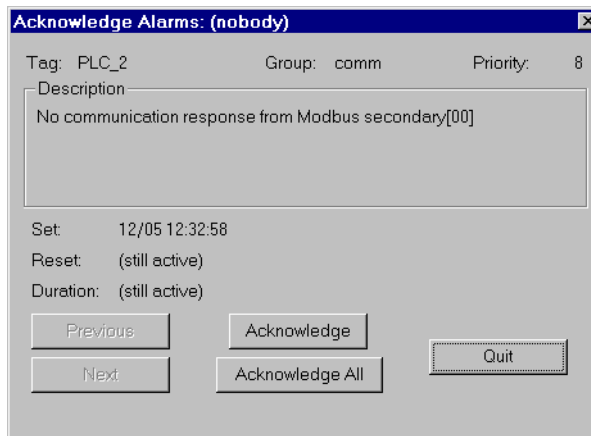 Acknowledge Alarms: (nobody)
Tag: PLC_2 Group: comm Priority: 8
Description
No communication response from Modbus secondary[00]
Set: 12/05 12:32:58
Reset: (still active)
Duration: (still active)
Previous Acknowledge
Quit
Next Acknowledge All